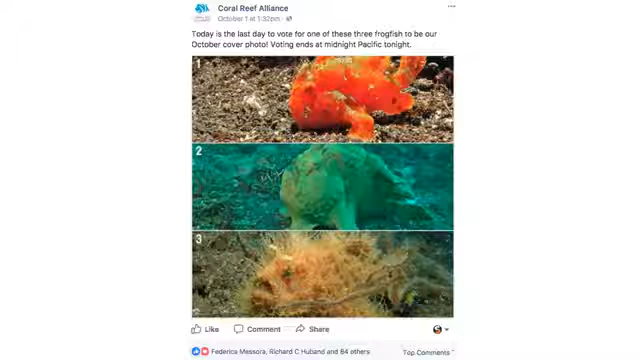 Coral Reef Alliance
October 1 at 1:32pm
Today is the last day to vote for one of these three frogfish to be our
October cover photo! Voting ends at midnight Pacific tonight.
1
2
3
Like Comment Share
Federica Messora, Richard C Huband and 84 others
Top Comments